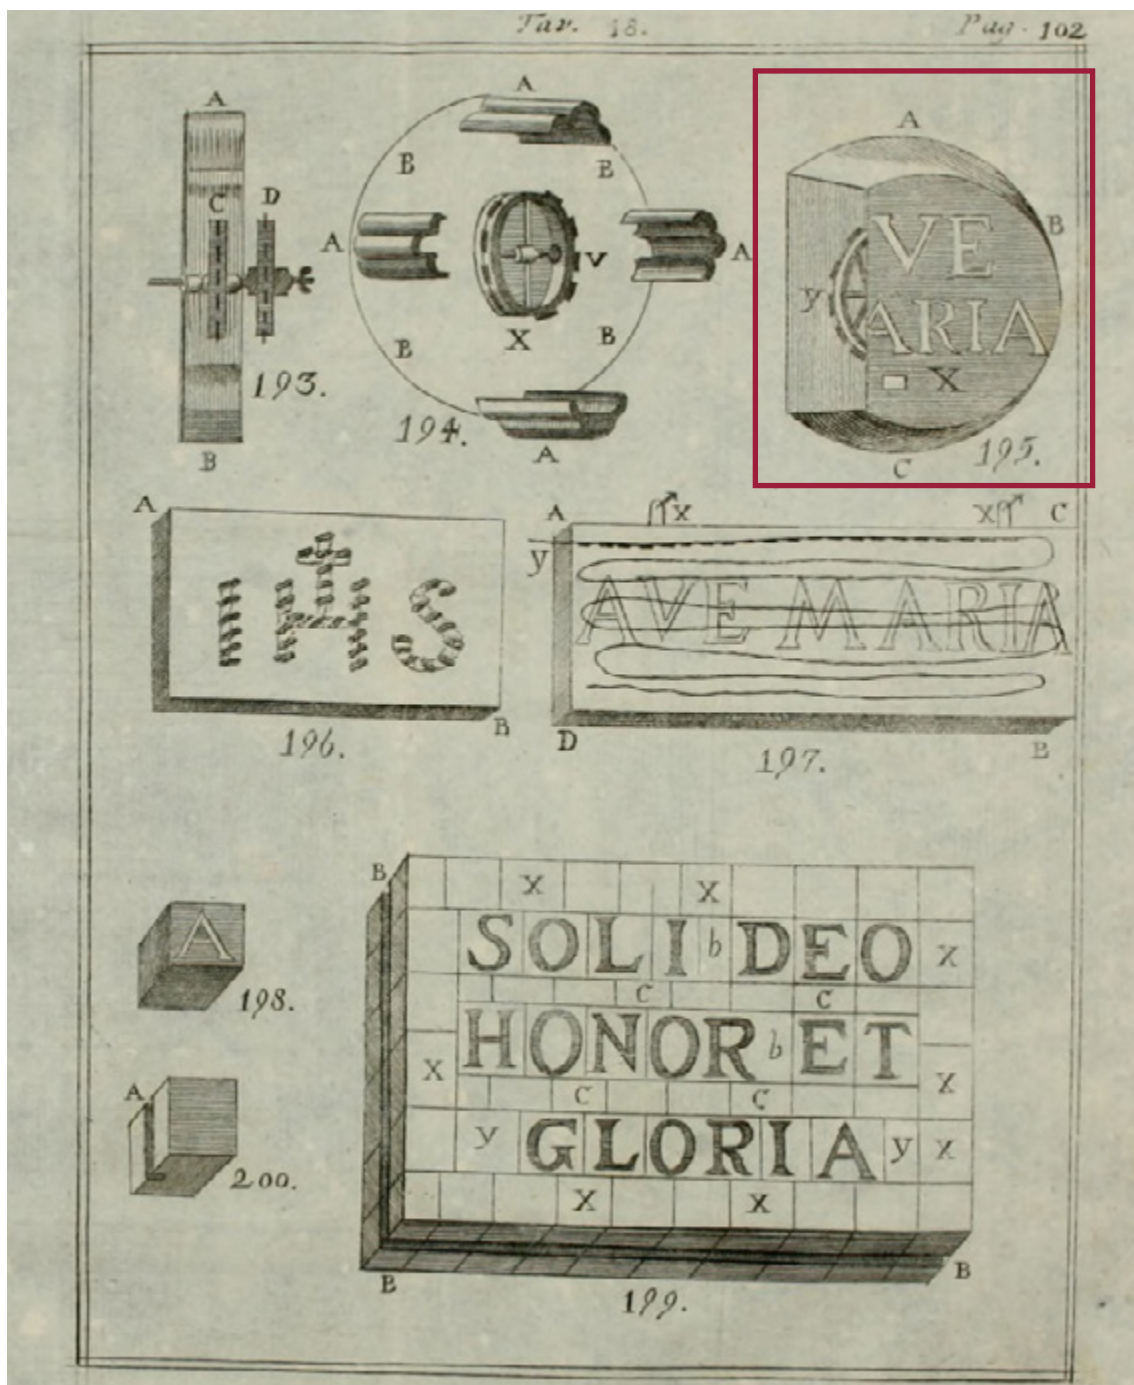 Tav. 18. Pag. 102
A
C D
B
193.
A
B B
A V A
X
B B
A
194.
A
B
VE
y
ARIA
X
C
195.
A
IHS
B
196.
A X X C
y
AVE MARIA
D B
197.
A
198.
A
200.
B
X X
SOLI b DEO X
C C
HONOR b ET
X X
C C
y GLORIA y X
X X
B B
199.